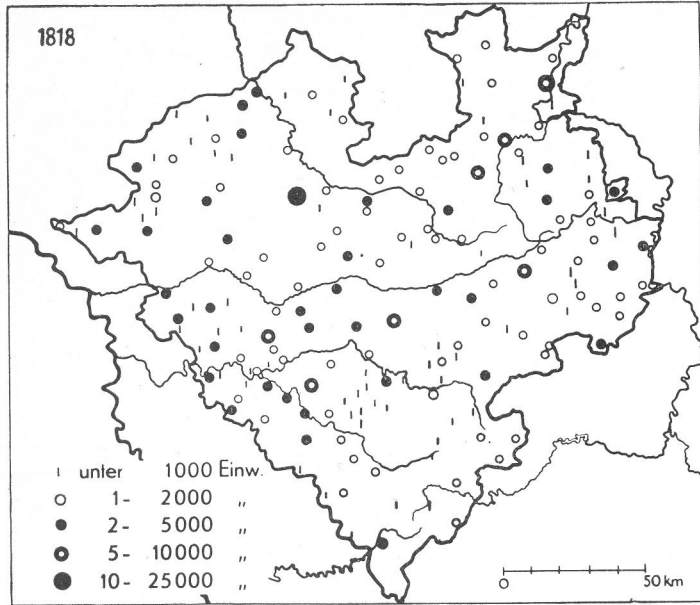 1818
ı unter 1000 Einw.
○ 1- 2000 „
● 2- 5000 „
5- 10000 „
10- 25000 „
0 50 km